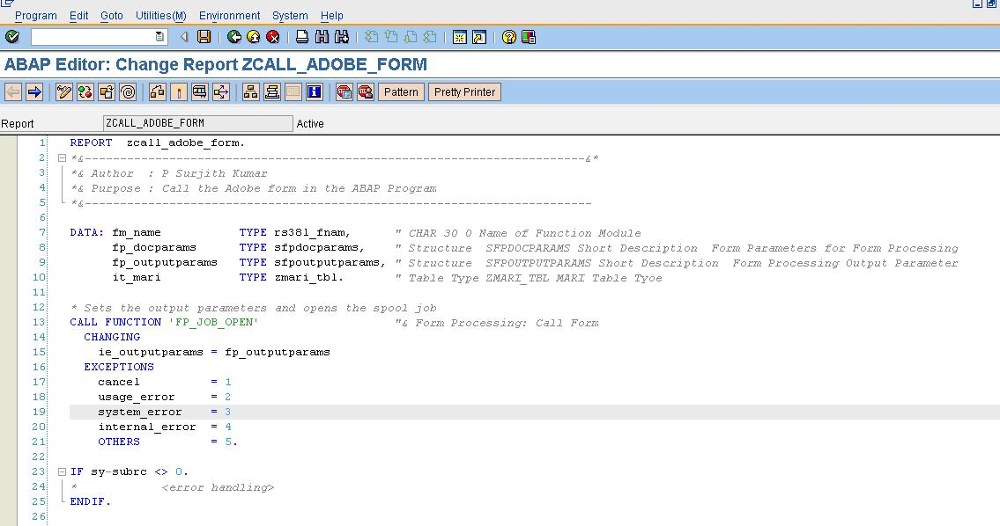 Program Edit Goto Utilities(M) Environment System Help
ABAP Editor: Change Report ZCALL_ADOBE_FORM
Pattern Pretty Printer
Report ZCALL_ADOBE_FORM Active
1 REPORT zcall_adobe_form.
2 *&---------------------------------------------------------------------&*
3 *& Author : P Surjith Kumar
4 *& Purpose : Call the Adobe form in the ABAP Program
5 *&---------------------------------------------------------------------
6
7 DATA: fm_name TYPE rs38l_fnam, " CHAR 30 0 Name of Function Module
8 fp_docparams TYPE sfpdocparams, " Structure SFPDOCPARAMS Short Description Form Parameters for Form Processing
9 fp_outputparams TYPE sfpoutputparams, " Structure SFPOUTPUTPARAMS Short Description Form Processing Output Parameter
10 it_mari TYPE zmari_tbl. " Table Type ZMARI_TBL MARI Table Tyoe
11
12 * Sets the output parameters and opens the spool job
13 CALL FUNCTION 'FP_JOB_OPEN' "& Form Processing: Call Form
14 CHANGING
15 ie_outputparams = fp_outputparams
16 EXCEPTIONS
17 cancel = 1
18 usage_error = 2
19 system_error = 3
20 internal_error = 4
21 OTHERS = 5.
22
23 IF sy-subrc <> 0.
24 * <error handling>
25 ENDIF.
26